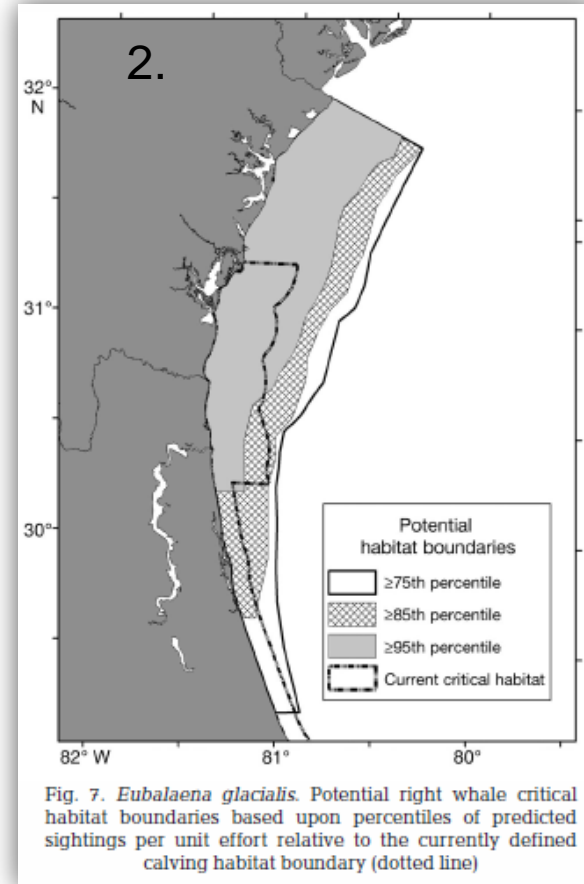 2.
32°
N
31°
30°
82° W
81°
80°
Potential
habitat boundaries
≥75th percentile
≥85th percentile
≥95th percentile
Current critical habitat
Fig. 7. Eubalaena glacialis. Potential right whale critical
habitat boundaries based upon percentiles of predicted
sightings per unit effort relative to the currently defined
calving habitat boundary (dotted line)